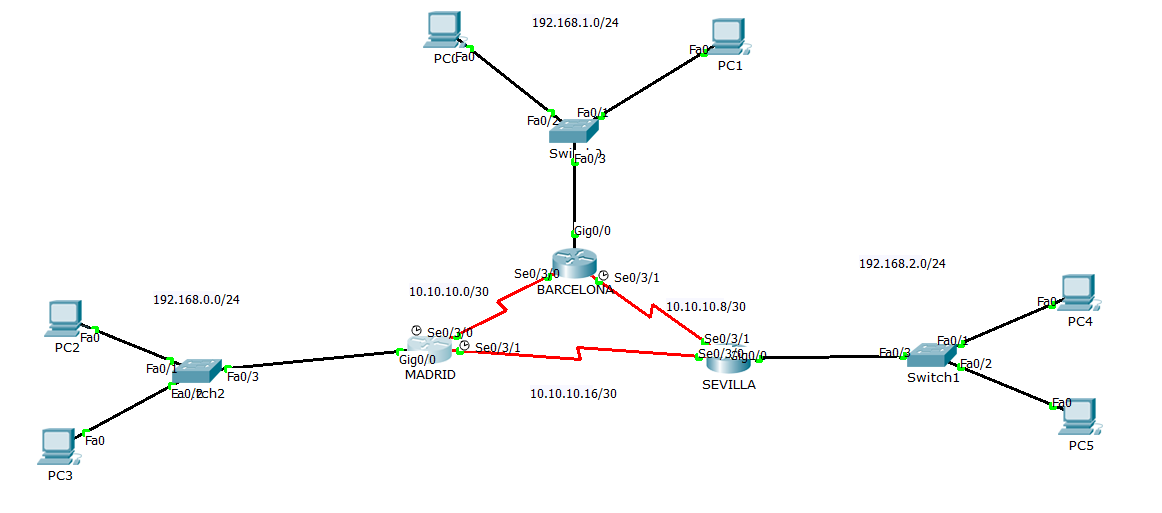 192.168.1.0/24
PC0
Fa0
Fa0
PC1
Fa0/2
Fa0/1
Fa0/3
Gig0/0
BARCELONA
Se0/3/0
Se0/3/1
192.168.2.0/24
10.10.10.0/30
10.10.10.8/30
192.168.0.0/24
PC2
Fa0
Fa0/1
Fa0/2
Fa0/3
Fa0
PC3
Gig0/0
Se0/3/0
Se0/3/1
MADRID
10.10.10.16/30
Se0/3/1
Se0/3/0
Gig0/0
SEVILLA
Fa0/3
Fa0/1
Fa0/2
Switch1
Fa0
PC4
Fa0
PC5